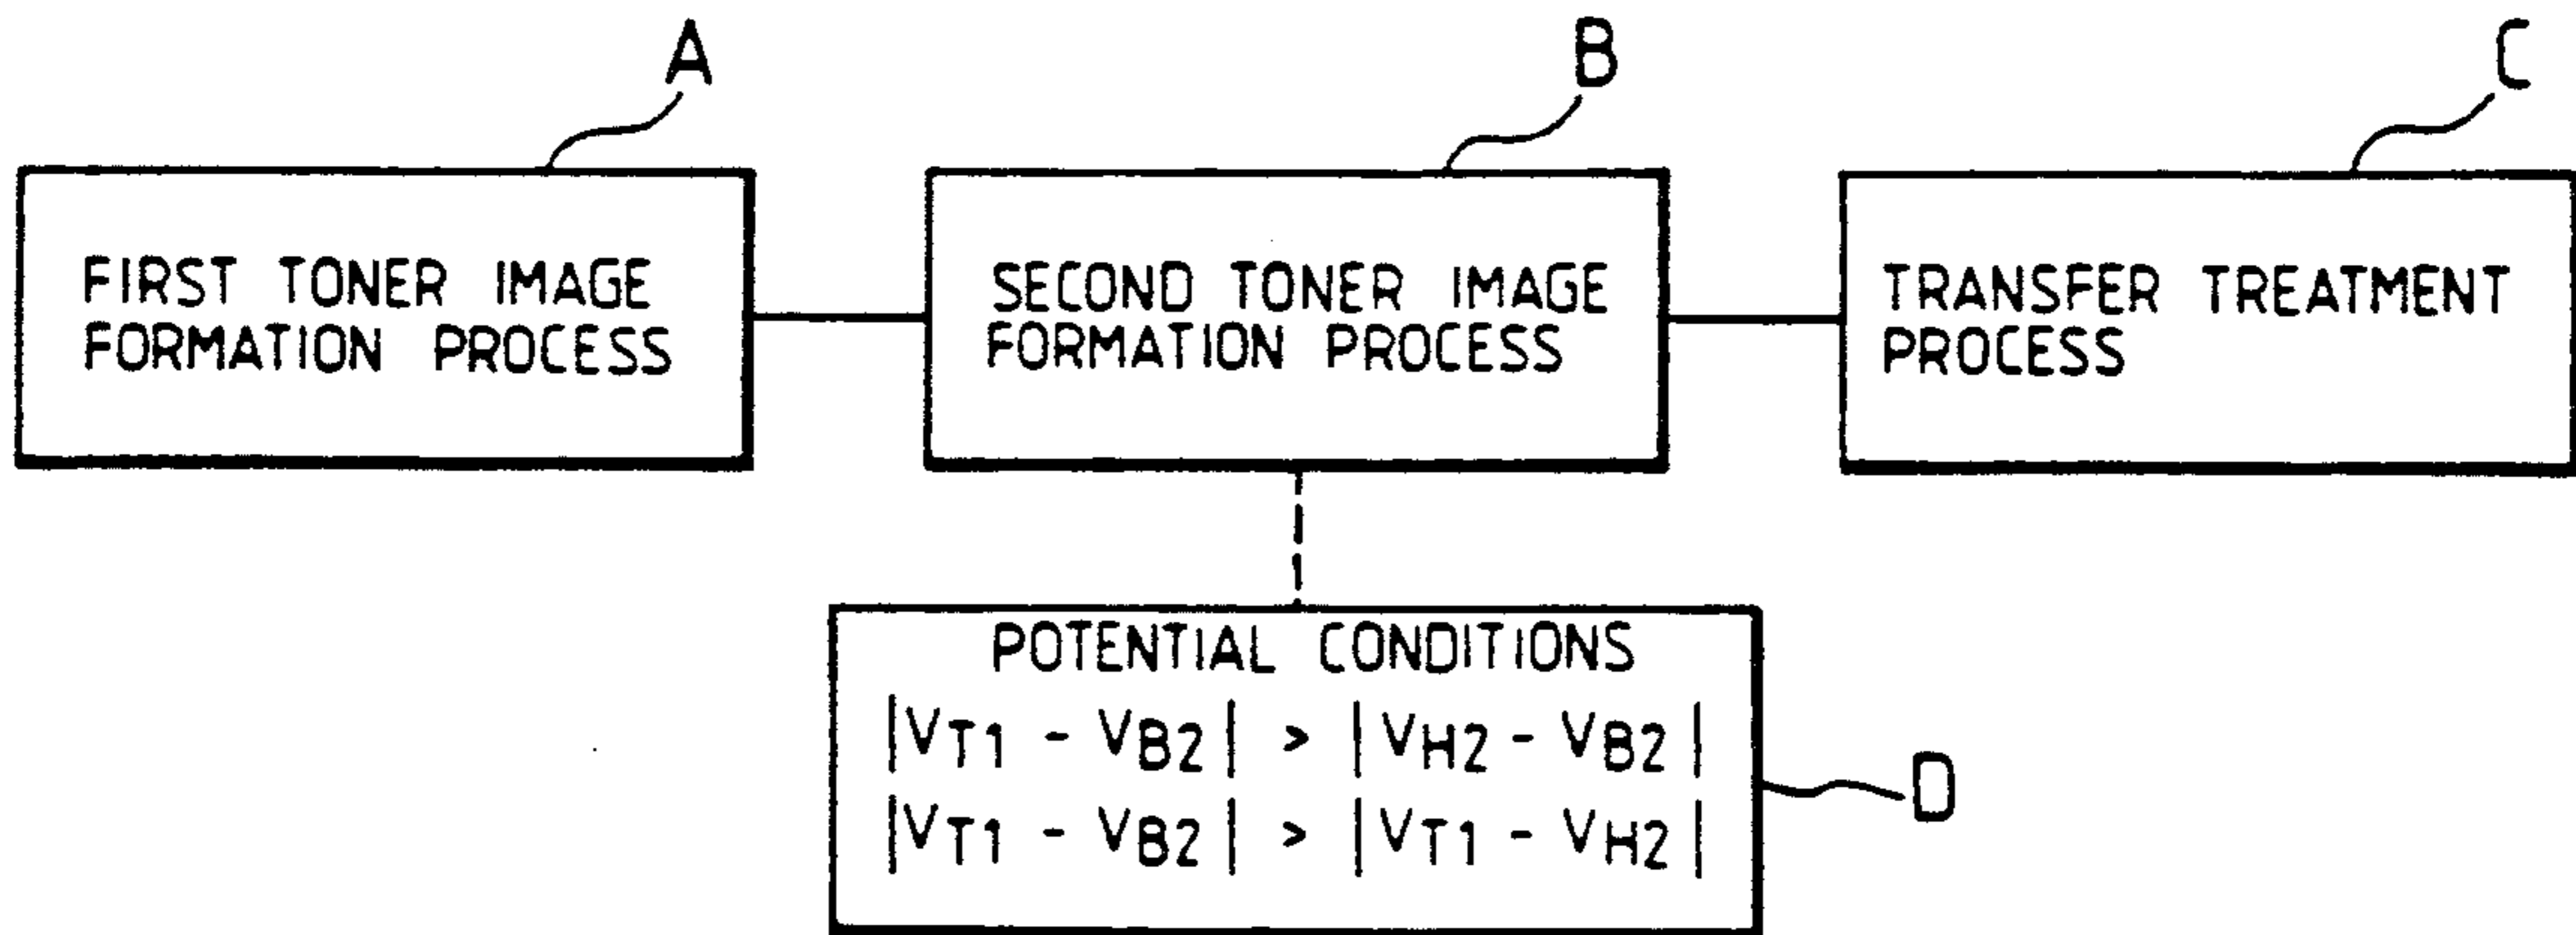 A
B
C
FIRST TONER IMAGE
FORMATION PROCESS
SECOND TONER IMAGE
FORMATION PROCESS
TRANSFER TREATMENT
PROCESS
POTENTIAL CONDITIONS
|VT1 - VB2| > |VH2 - VB2|
|VT1 - VB2| > |VT1 - VH2|
D